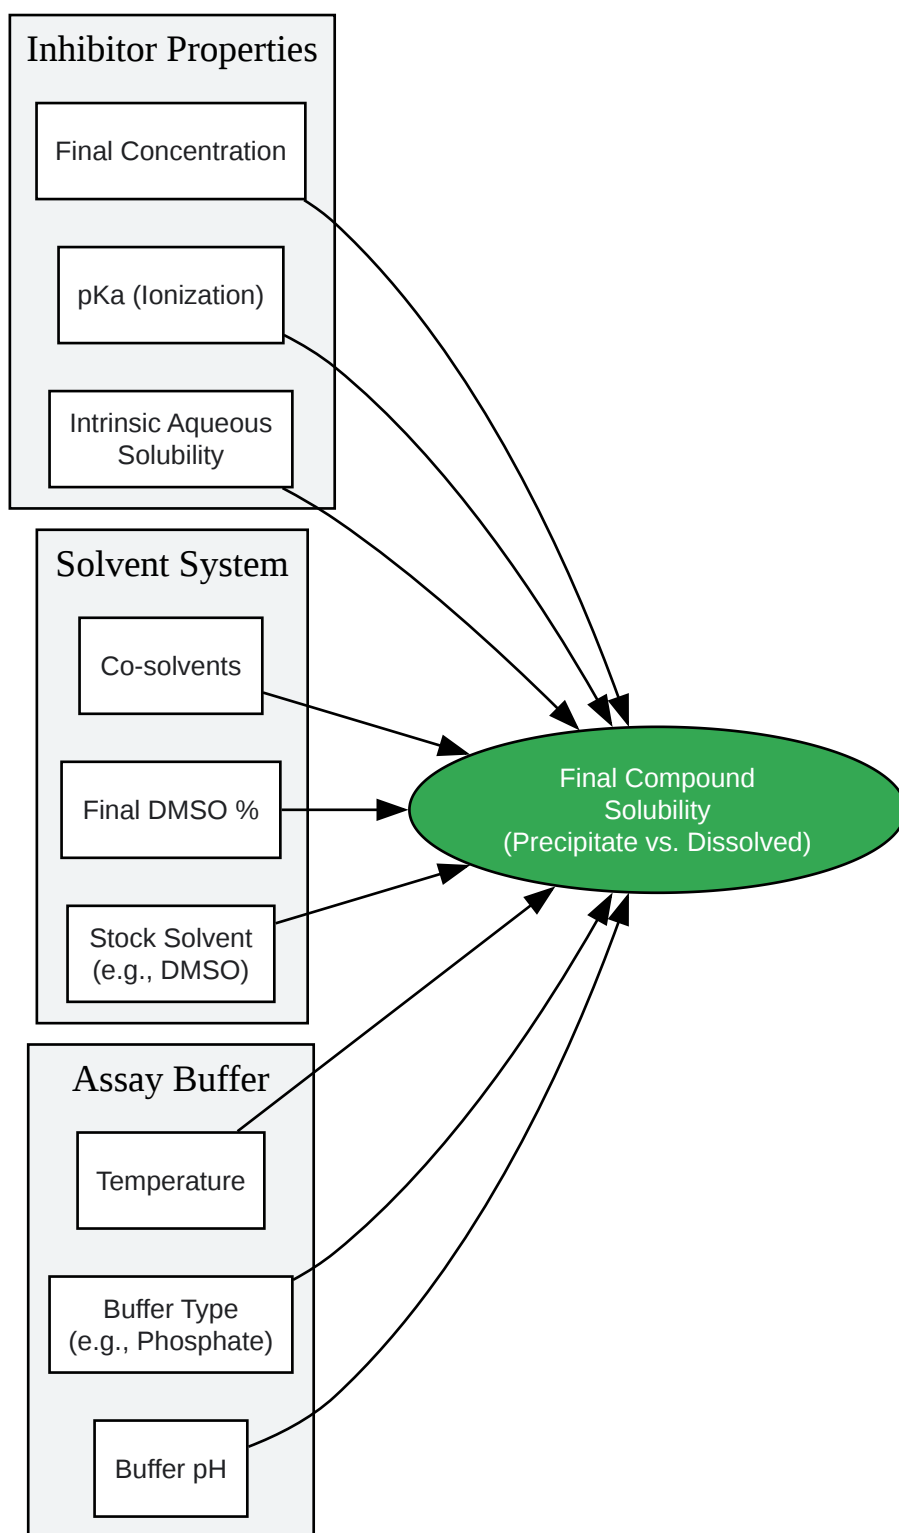 Inhibitor Properties
Final Concentration
pKa (Ionization)
Intrinsic Aqueous
Solubility
Solvent System
Co-solvents
Final DMSO %
Stock Solvent
(e.g., DMSO)
Final Compound
Solubility
(Precipitate vs. Dissolved)
Assay Buffer
Temperature
Buffer Type
(e.g., Phosphate)
Buffer pH